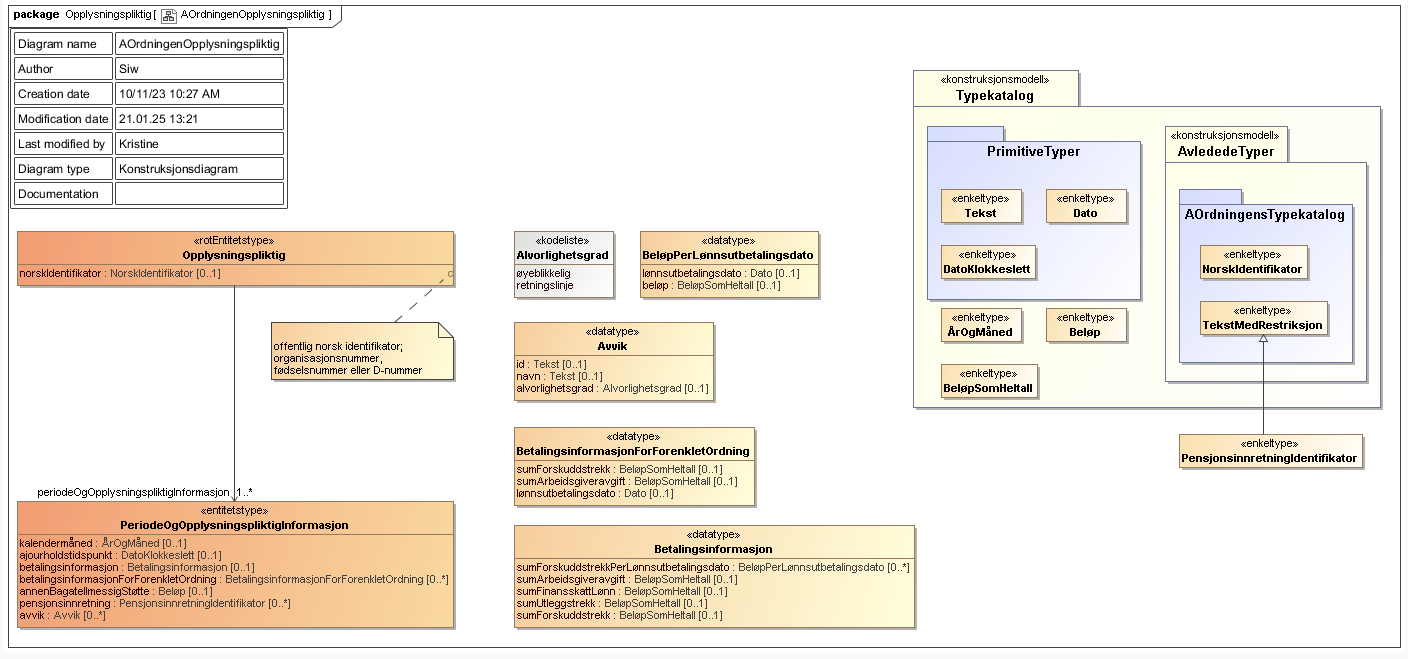 package Opplysningspliktig [ AOrdningenOpplysningspliktig ]
Diagram name AOrdningenOpplysningspliktig
Author Siw
Creation date 10/11/23 10:27 AM
Modification date 21.01.25 13:21
Last modified by Kristine
Diagram type Konstruksjonsdiagram
Documentation
«rotEntitetstype»
Opplysningspliktig
norskIdentifikator : NorskIdentifikator [0..1]
offentlig norsk identifikator;
organisasjonsnummer,
fødselsnummer eller D-nummer
periodeOgOpplysningspliktigInformasjon 1..*
«entitetstype»
PeriodeOgOpplysningspliktigInformasjon
kalendermåned : ÅrOgMåned [0..1]
ajourholdstidspunkt : DatoKlokkeslett [0..1]
betalingsinformasjon : Betalingsinformasjon [0..1]
betalingsinformasjonForForenkletOrdning : BetalingsinformasjonForForenkletOrdning [0..*]
annenBagatellmessigStøtte : Beløp [0..1]
pensjonsinnretning : PensjonsinnretningIdentifikator [0..*]
avvik : Avvik [0..*]
«kodeliste»
Alvorlighetsgrad
øyeblikkelig
retningslinje
«datatype»
BeløpPerLønnsutbetalingsdato
lønnsutbetalingsdato : Dato [0..1]
beløp : BeløpSomHeltall [0..1]
«datatype»
Avvik
id : Tekst [0..1]
navn : Tekst [0..1]
alvorlighetsgrad : Alvorlighetsgrad [0..1]
«datatype»
BetalingsinformasjonForForenkletOrdning
sumForskuddstrekk : BeløpSomHeltall [0..1]
sumArbeidsgiveravgift : BeløpSomHeltall [0..1]
lønnsutbetalingsdato : Dato [0..1]
«datatype»
Betalingsinformasjon
sumForskuddstrekkPerLønnsutbetalingsdato : BeløpPerLønnsutbetalingsdato [0..*]
sumArbeidsgiveravgift : BeløpSomHeltall [0..1]
sumFinansskattLønn : BeløpSomHeltall [0..1]
sumUtleggstrekk : BeløpSomHeltall [0..1]
sumForskuddstrekk : BeløpSomHeltall [0..1]
«konstruksjonsmodell»
Typekatalog
PrimitiveTyper
«enkeltype»
Tekst
«enkeltype»
Dato
«enkeltype»
DatoKlokkeslett
«enkeltype»
ÅrOgMåned
«enkeltype»
Beløp
«enkeltype»
BeløpSomHeltall
«konstruksjonsmodell»
AvledeteTyper
AOrdningensTypekatalog
«enkeltype»
NorskIdentifikator
«enkeltype»
TekstMedRestriksjon
«enkeltype»
PensjonsinnretningIdentifikator